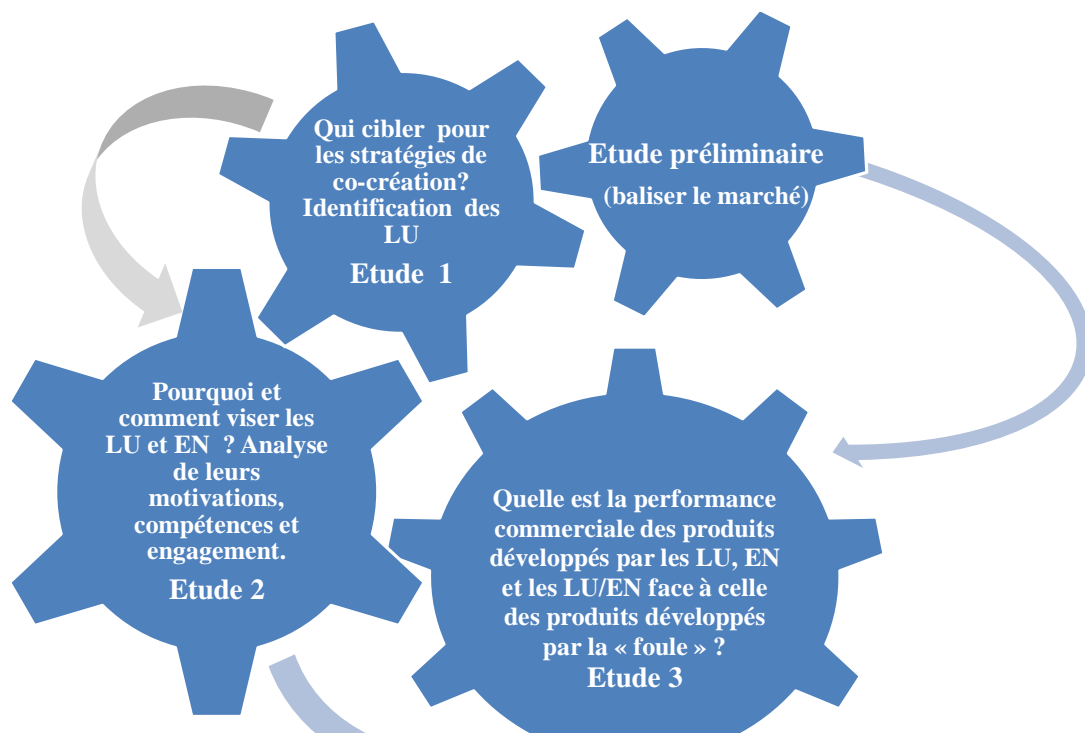 Qui cibler pour
les stratégies de
co-création?
Identification des
LU
Etude 1
Etude préliminaire
(baliser le marché)
Pourquoi et
comment viser les
LU et EN ? Analyse
de leurs
motivations,
compétences et
engagement.
Etude 2
Quelle est la performance
commerciale des produits
développés par les LU, EN
et les LU/EN face à celle
des produits développés
par la « foule » ?
Etude 3